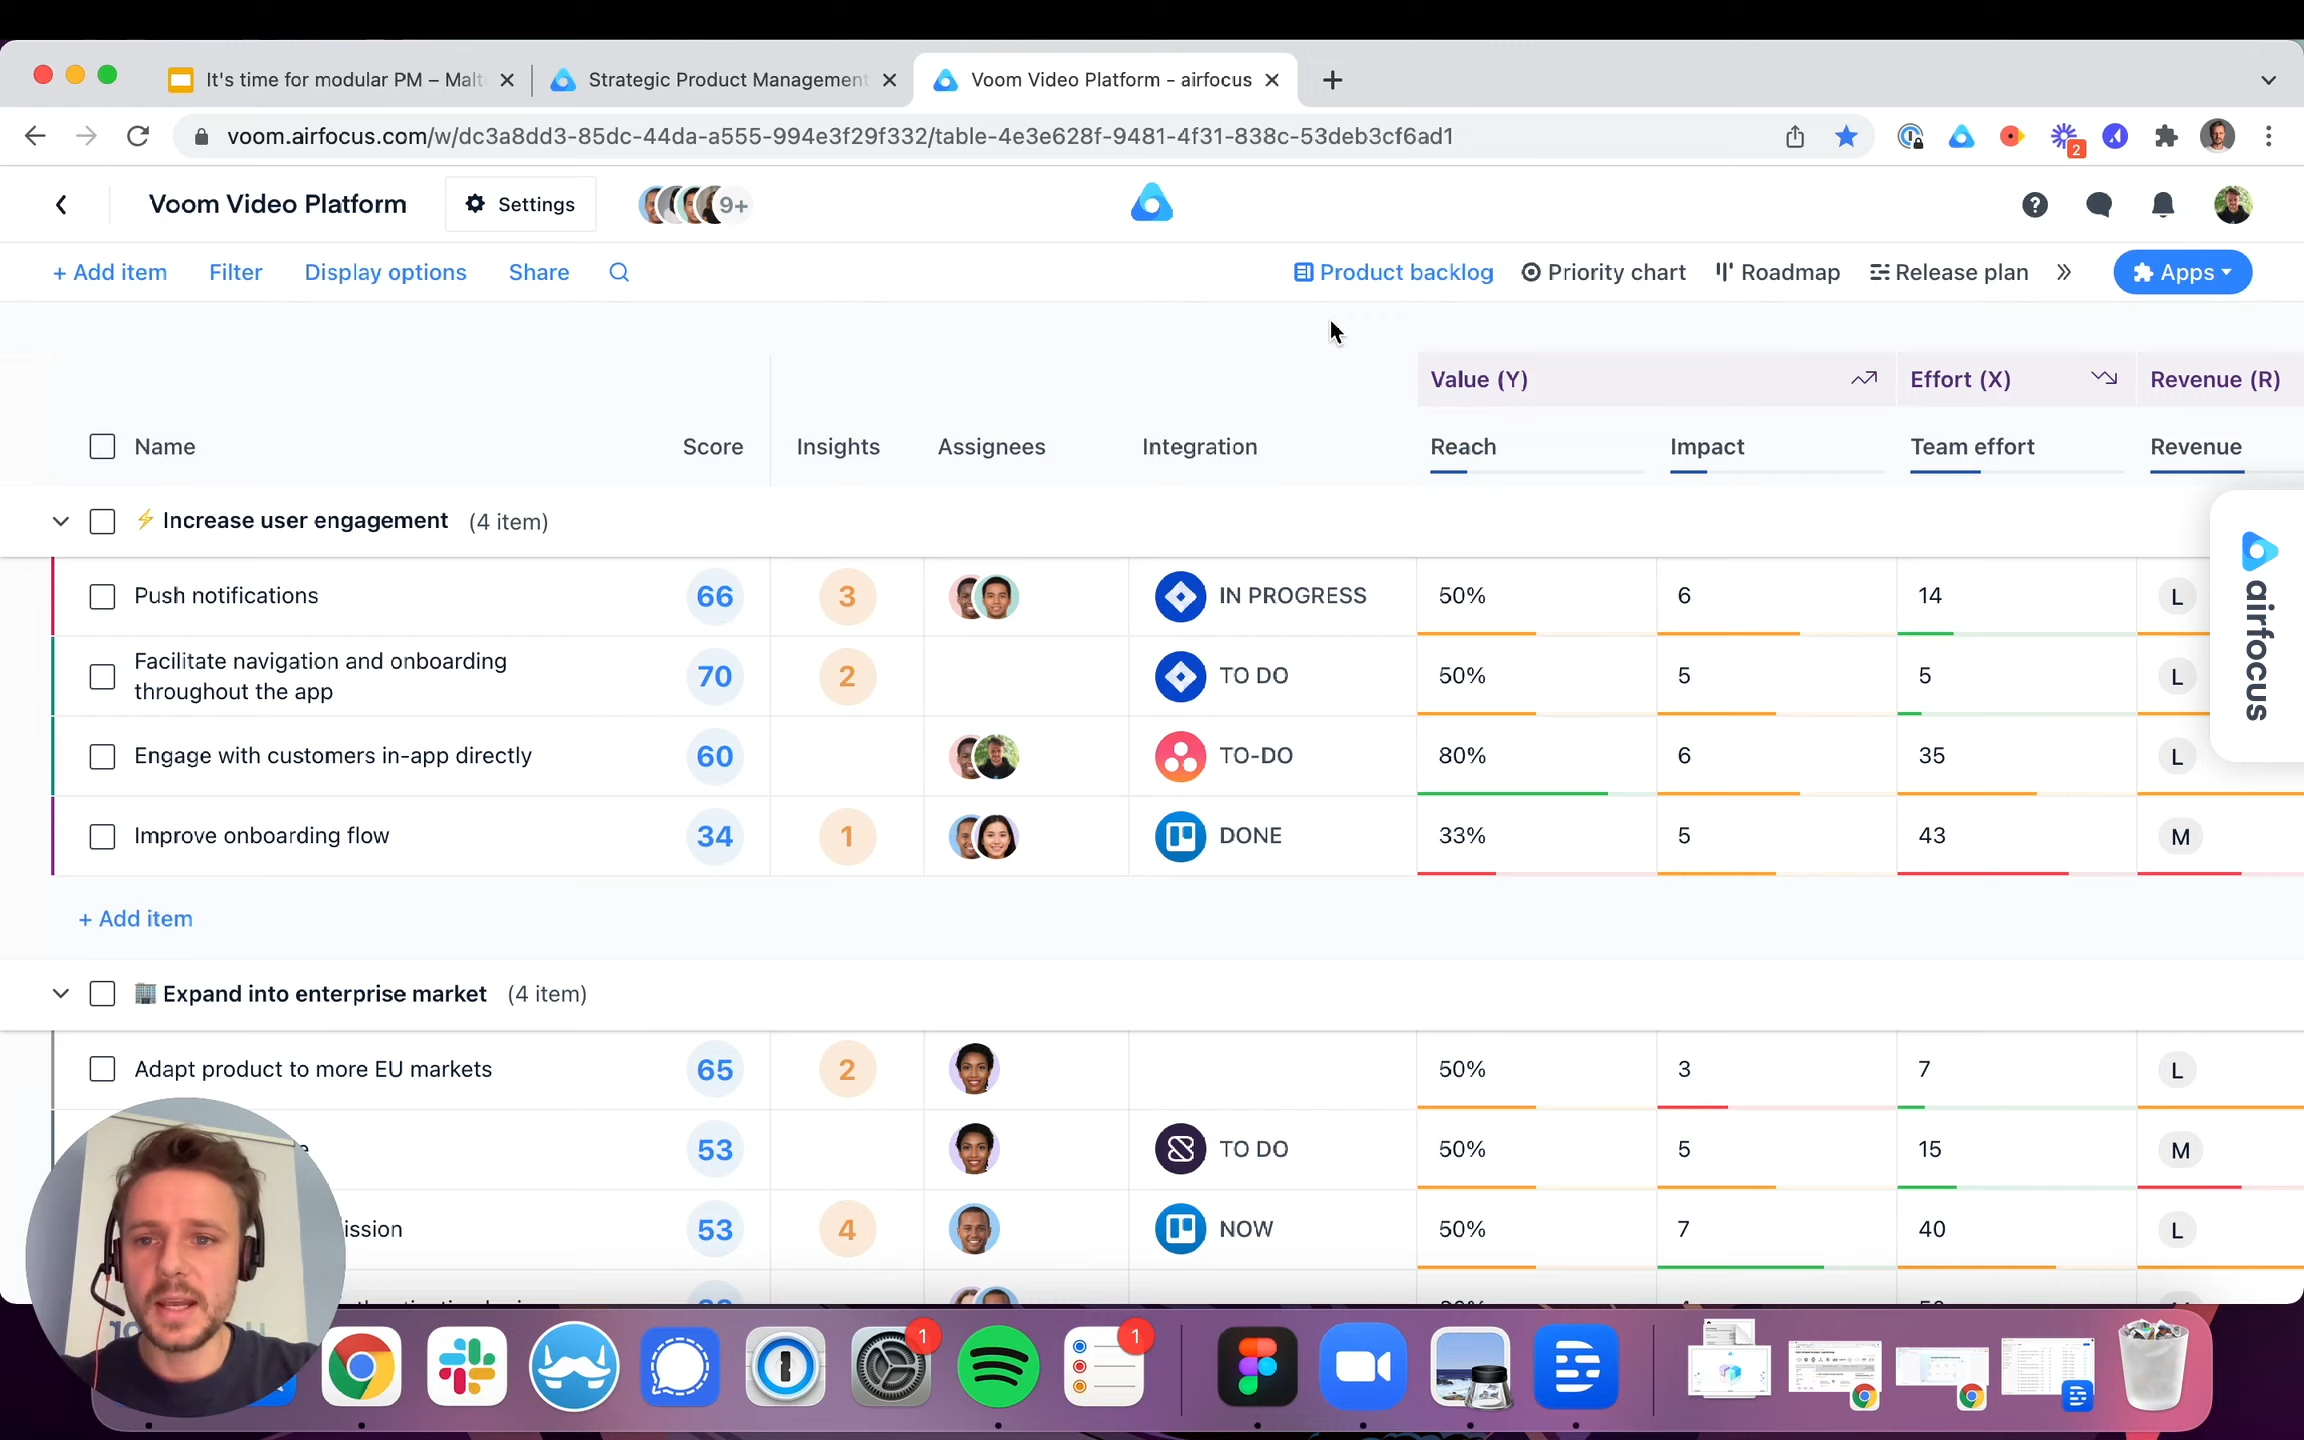 It's time for modular PM – Malt
Strategic Product Management
Voom Video Platform – airfocus
voom.airfocus.com/w/dc3a8dd3-85dc-44da-a555-994e3f29f332/table-4e3e628f-9481-4f31-838c-53deb3cf6ad1
2
Voom Video Platform
Settings
9+
+ Add item
Filter
Display options
Share
Product backlog
Priority chart
Roadmap
Release plan
Apps
Value (Y)
Effort (X)
Revenue (R)
Name
Score
Insights
Assignees
Integration
Reach
Impact
Team effort
Revenue
Increase user engagement (4 item)
Push notifications
66
3
IN PROGRESS
50%
6
14
L
Facilitate navigation and onboarding
throughout the app
70
2
TO DO
50%
5
5
L
Engage with customers in-app directly
60
TO-DO
80%
6
35
L
Improve onboarding flow
34
1
DONE
33%
5
43
M
airfocus
+ Add item
Expand into enterprise market (4 item)
Adapt product to more EU markets
65
2
50%
3
7
L
53
TO DO
50%
5
15
M
ission
53
4
NOW
50%
7
40
L
1
1